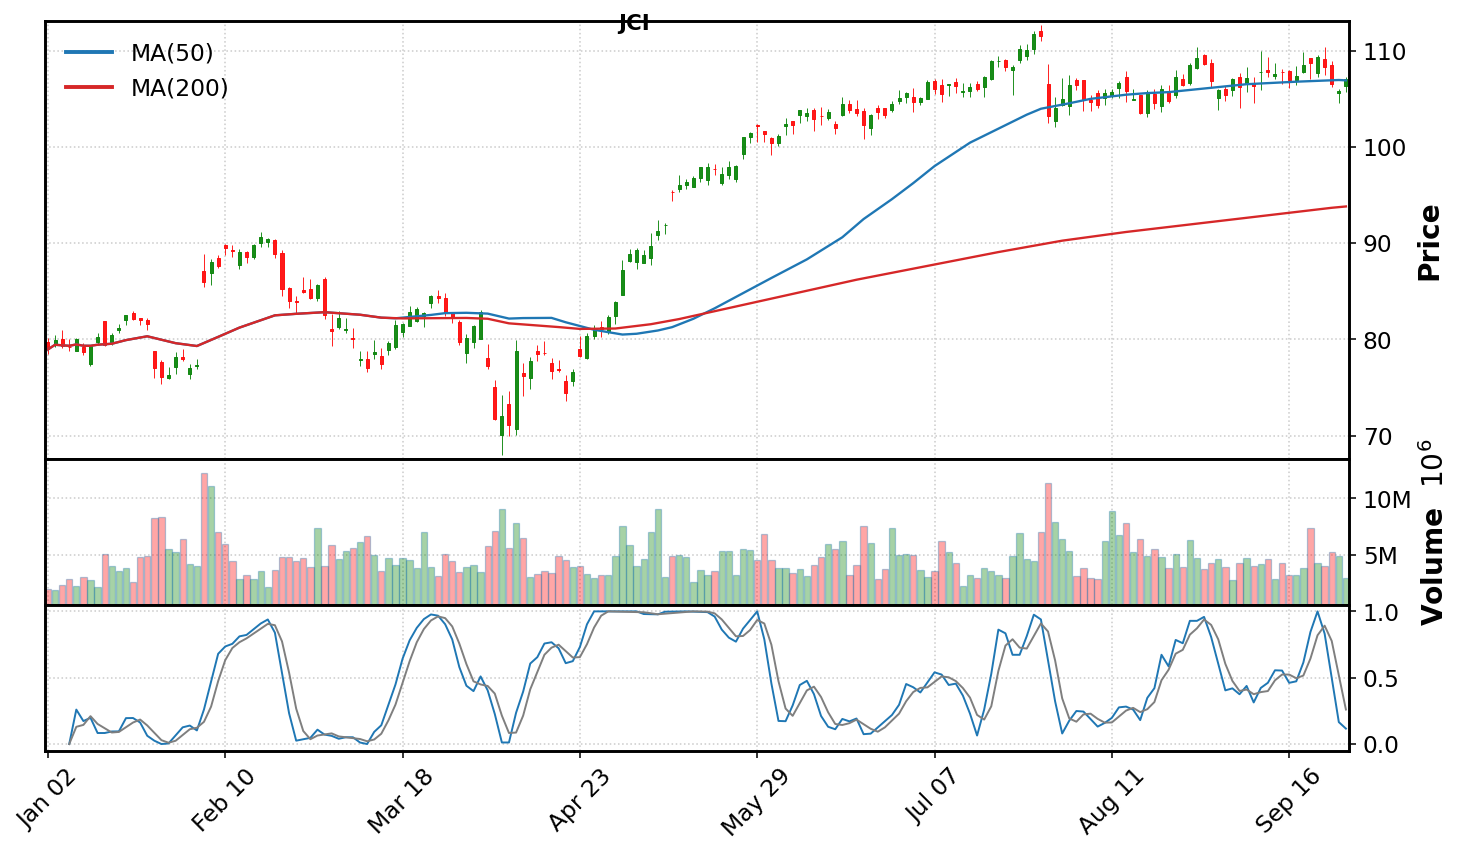 JCI
MA(50)
MA(200)
110
100
90
80
70
Price
10M
5M
Volume 10^6
1.0
0.5
0.0
Jan 02
Feb 10
Mar 18
Apr 23
May 29
Jul 07
Aug 11
Sep 16